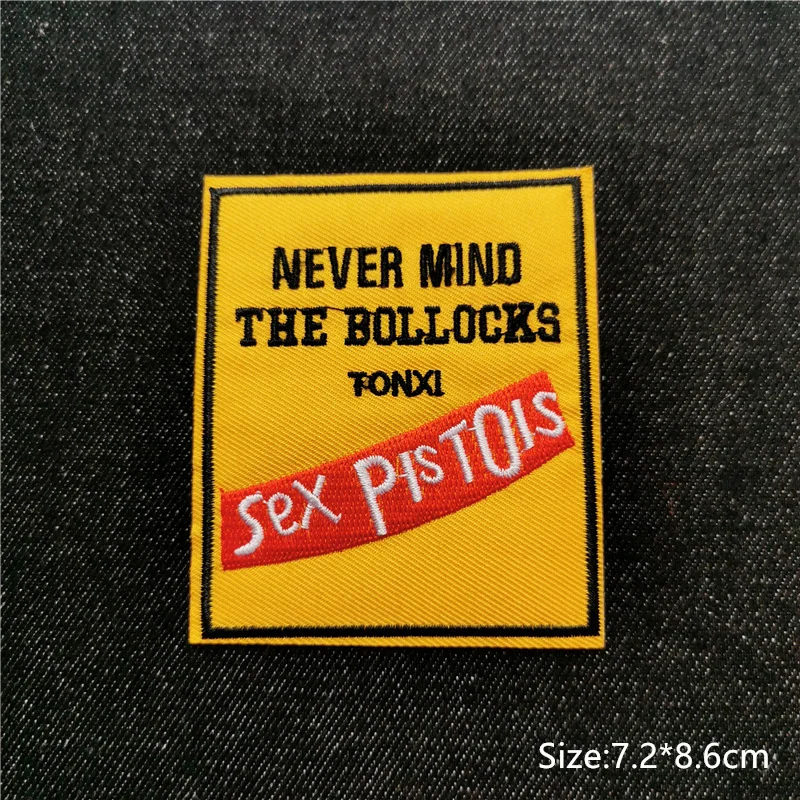 NEVER MIND
THE BOLLOCKS
TONXI
Sex PisTOlS
Size:7.2*8.6cm